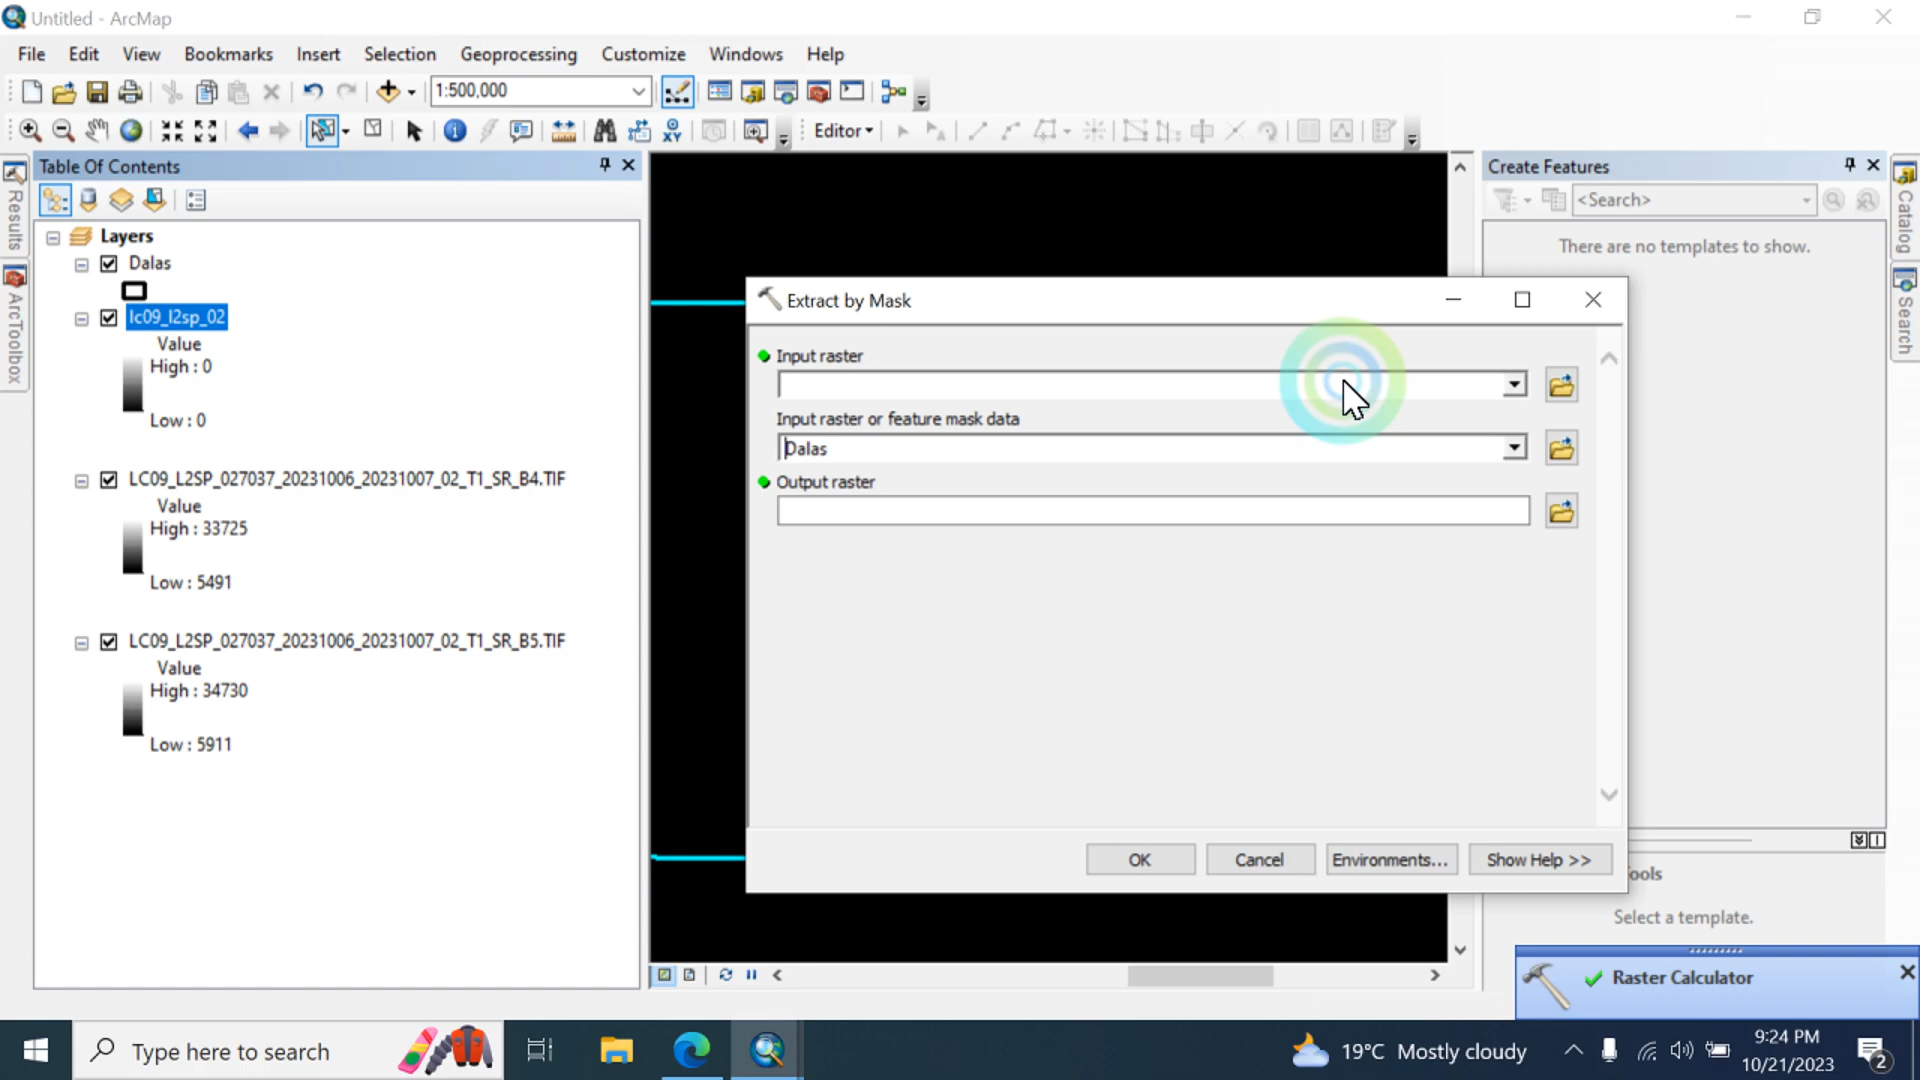 Untitled - ArcMap
File Edit View Bookmarks Insert Selection Geoprocessing Customize Windows Help
1:500,000
Editor
Table Of Contents
Create Features
Results
ArcToolbox
Catalog
Search
<Search>
There are no templates to show.
Layers
Dalas
lc09_l2sp_02
Value
High : 0
Low : 0
LC09_L2SP_027037_20231006_20231007_02_T1_SR_B4.TIF
Value
High : 33725
Low : 5491
LC09_L2SP_027037_20231006_20231007_02_T1_SR_B5.TIF
Value
High : 34730
Low : 5911
Extract by Mask
Input raster
Input raster or feature mask data
Dalas
Output raster
OK Cancel Environments... Show Help >>
ools
Select a template.
Raster Calculator
Type here to search
19°C Mostly cloudy
9:24 PM
10/21/2023
2